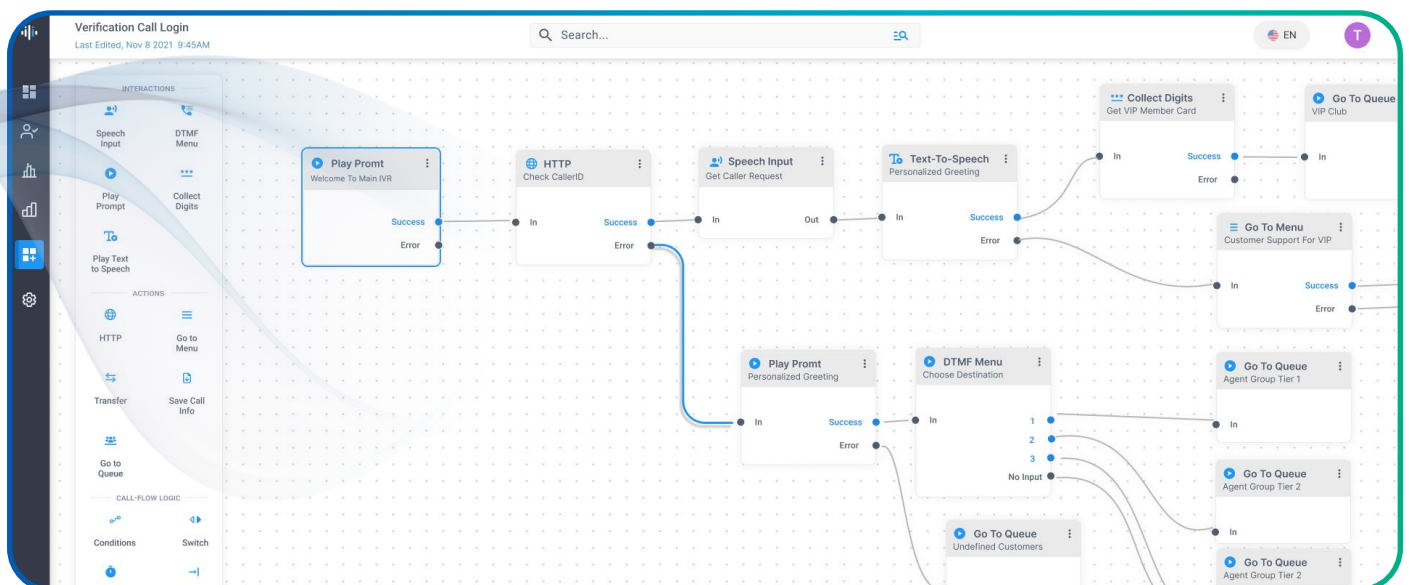 Verification Call Login
Last Edited, Nov 8 2021 9:45AM
Search...
EN
T
INTERACTIONS
Speech
Input
DTMF
Menu
Play
Prompt
Collect
Digits
Play Text
to Speech
ACTIONS
HTTP
Go to
Menu
Transfer
Save Call
Info
Go to
Queue
CALL-FLOW LOGIC
Conditions
Switch
Play Promt
Welcome To Main IVR
Success
Error
HTTP
Check CallerID
In
Success
Error
Speech Input
Get Caller Request
In
Out
Text-To-Speech
Personalized Greeting
In
Success
Error
Collect Digits
Get VIP Member Card
In
Success
Error
Go To Queue
VIP Club
In
Go To Menu
Customer Support For VIP
In
Success
Error
Play Promt
Personalized Greeting
In
Success
Error
DTMF Menu
Choose Destination
In
1
2
3
No Input
Go To Queue
Agent Group Tier 1
In
Go To Queue
Agent Group Tier 2
In
Go To Queue
Undefined Customers
Go To Queue
Agent Group Tier 2